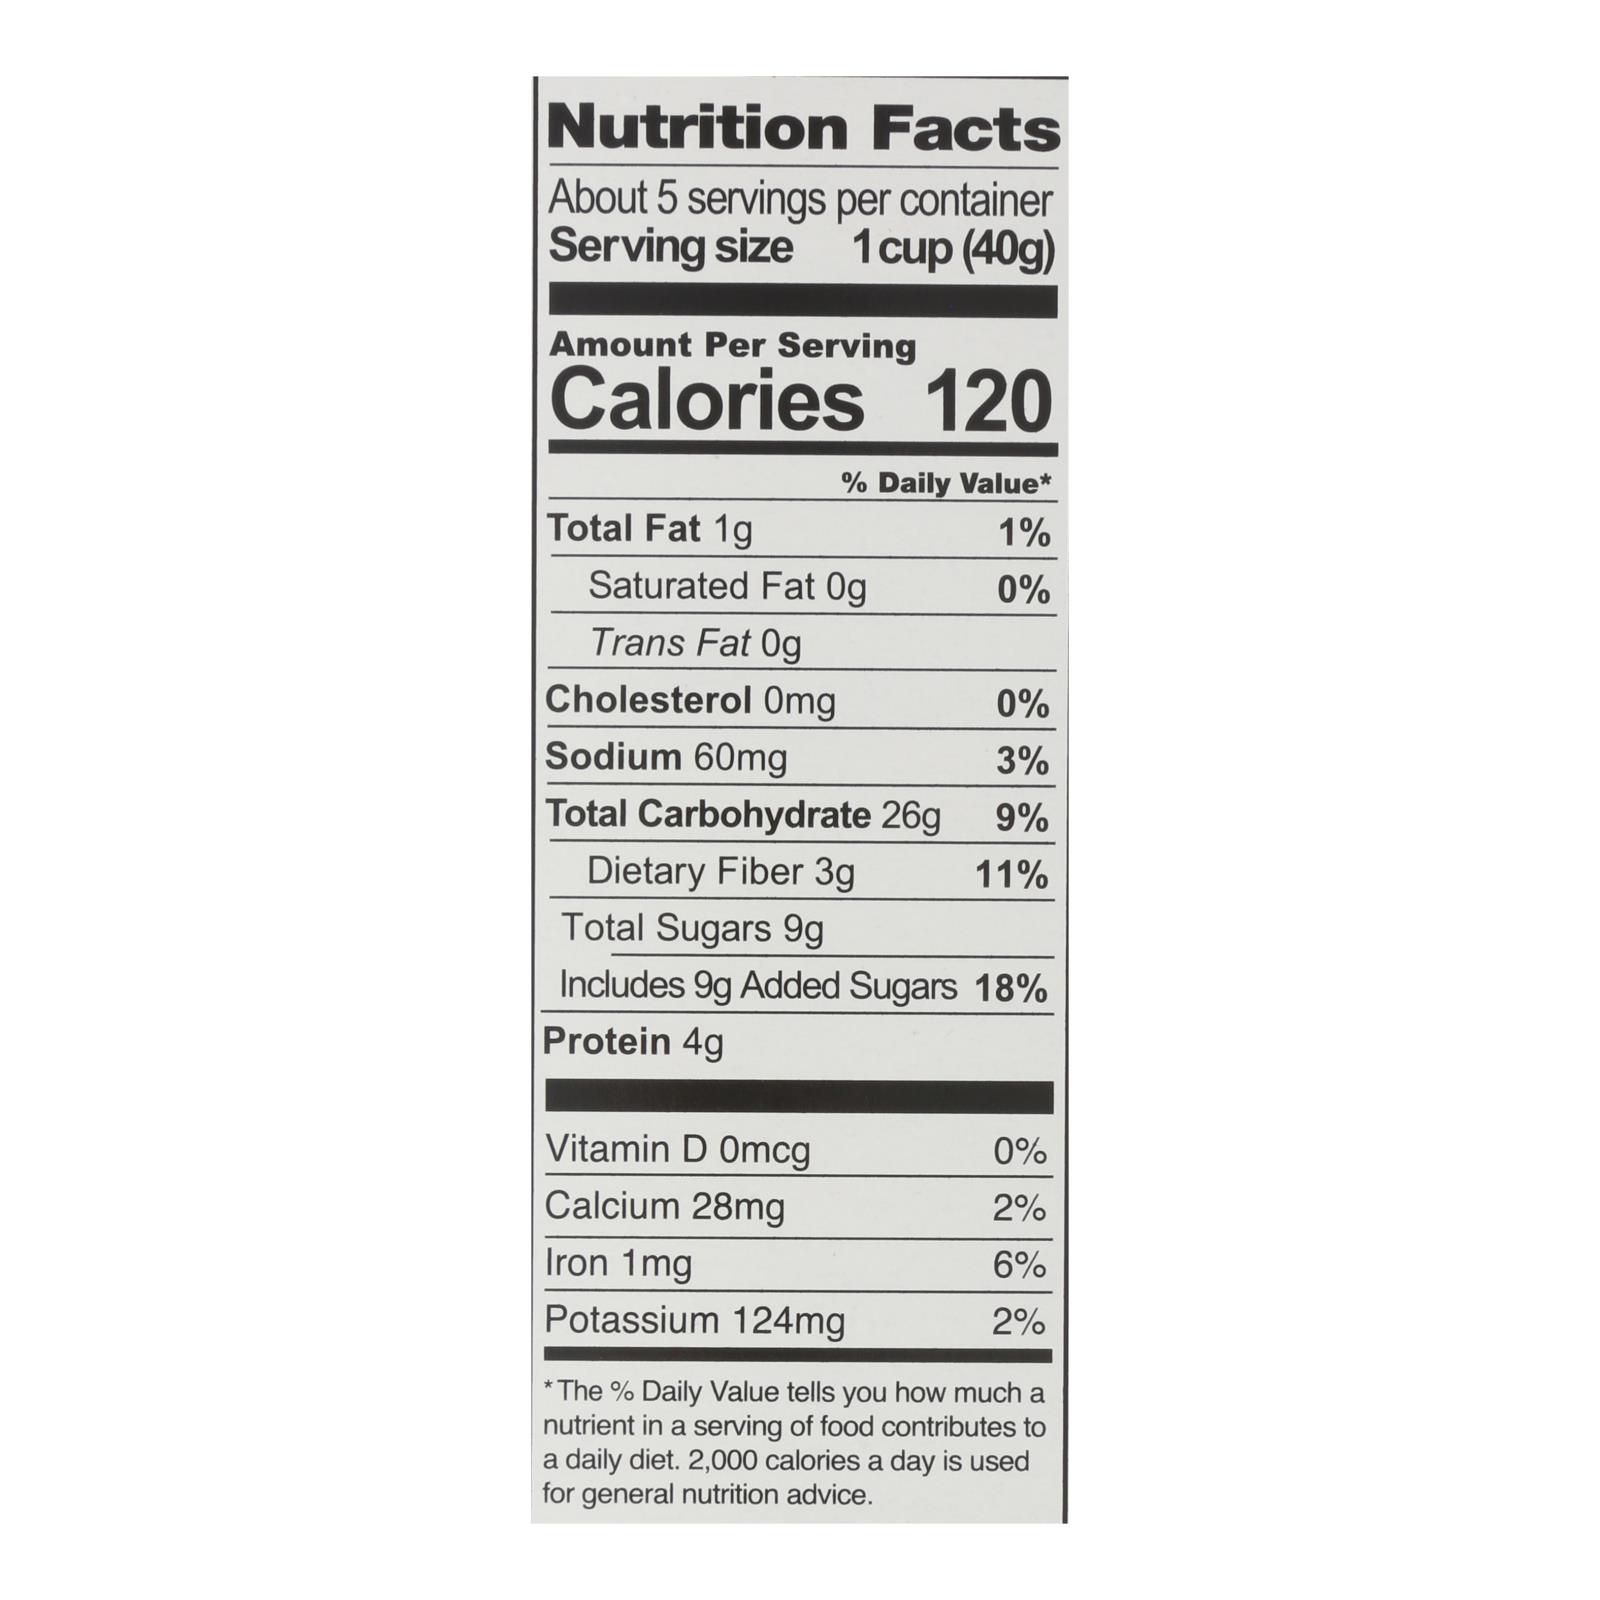 Nutrition Facts
About 5 servings per container
Serving size 1 cup (40g)
Amount Per Serving
Calories 120
% Daily Value*
Total Fat 1g 1%
Saturated Fat 0g 0%
Trans Fat 0g
Cholesterol 0mg 0%
Sodium 60mg 3%
Total Carbohydrate 26g 9%
Dietary Fiber 3g 11%
Total Sugars 9g
Includes 9g Added Sugars 18%
Protein 4g
Vitamin D 0mcg 0%
Calcium 28mg 2%
Iron 1mg 6%
Potassium 124mg 2%
*The % Daily Value tells you how much a
nutrient in a serving of food contributes to
a daily diet. 2,000 calories a day is used
for general nutrition advice.